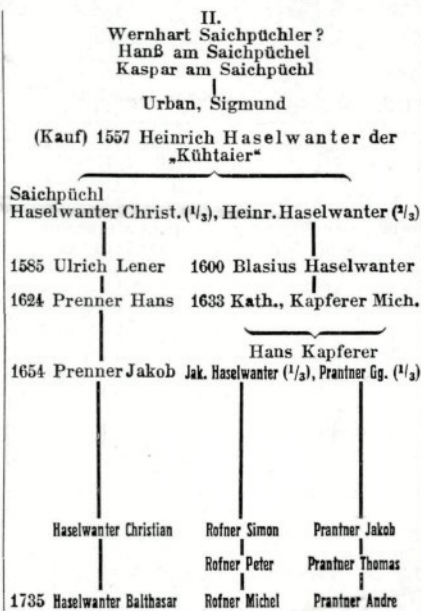 II.
Wernhart Saichpüchler?
Hanß am Saichpüchel
Kaspar am Saichpüchl
Urban, Sigmund
(Kauf) 1557 Heinrich Haselwanter der
„Kühtaier“
Saichpüchl
Haselwanter Christ. (1/3), Heinr. Haselwanter (2/3)
1585 Ulrich Lener 1600 Blasius Haselwanter
1624 Prenner Hans 1633 Kath., Kapferer Mich.
Hans Kapferer
1654 Prenner Jakob Jak. Haselwanter (1/3), Prantner Gg. (1/3)
Haselwanter Christian Rofner Simon Prantner Jakob
Rofner Peter Prantner Thomas
1735 Haselwanter Balthasar Rofner Michel Prantner Andre